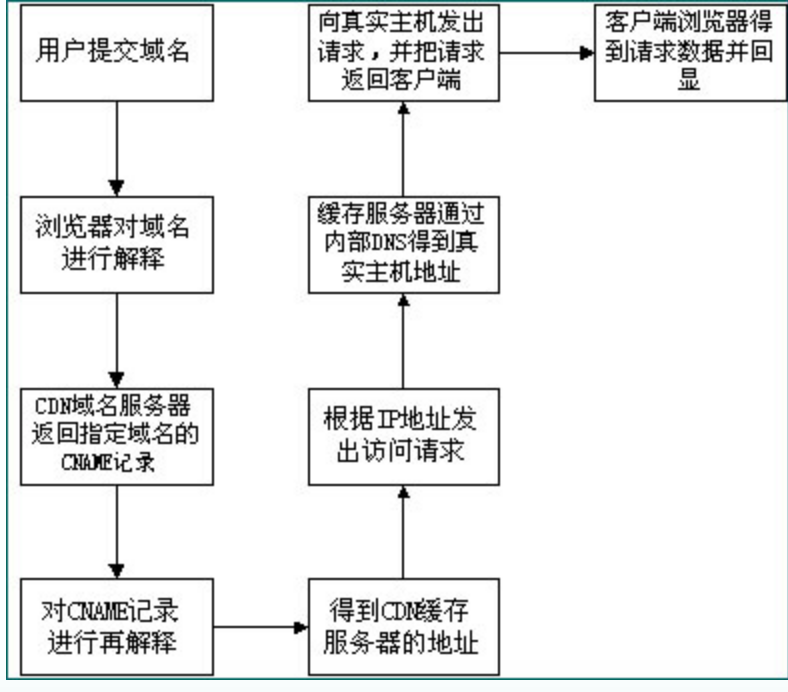 用户提交域名
浏览器对域名
进行解释
CDN域名服务器
返回指定域名的
CNAME记录
对CNAME记录
进行再解释
得到CDN缓存
服务器的地址
根据IP地址发
出访问请求
缓存服务器通过
内部DNS得到真
实主机地址
向真实主机发出
请求，并把请求
返回客户端
客户端浏览器得
到请求数据并回
显